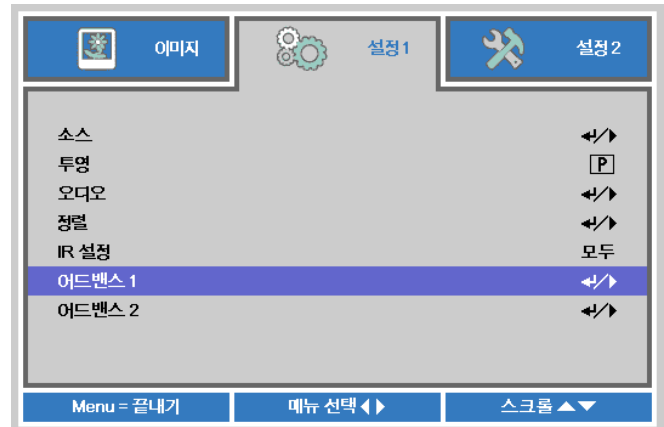 이미지 설정1 설정2
소스 ↵/▶
투영 P
오디오 ↵/▶
정렬 ↵/▶
IR 설정 모두
어드밴스 1 ↵/▶
어드밴스 2 ↵/▶
Menu = 끝내기 메뉴 선택 ◀ ▶ 스크롤 ▲▼